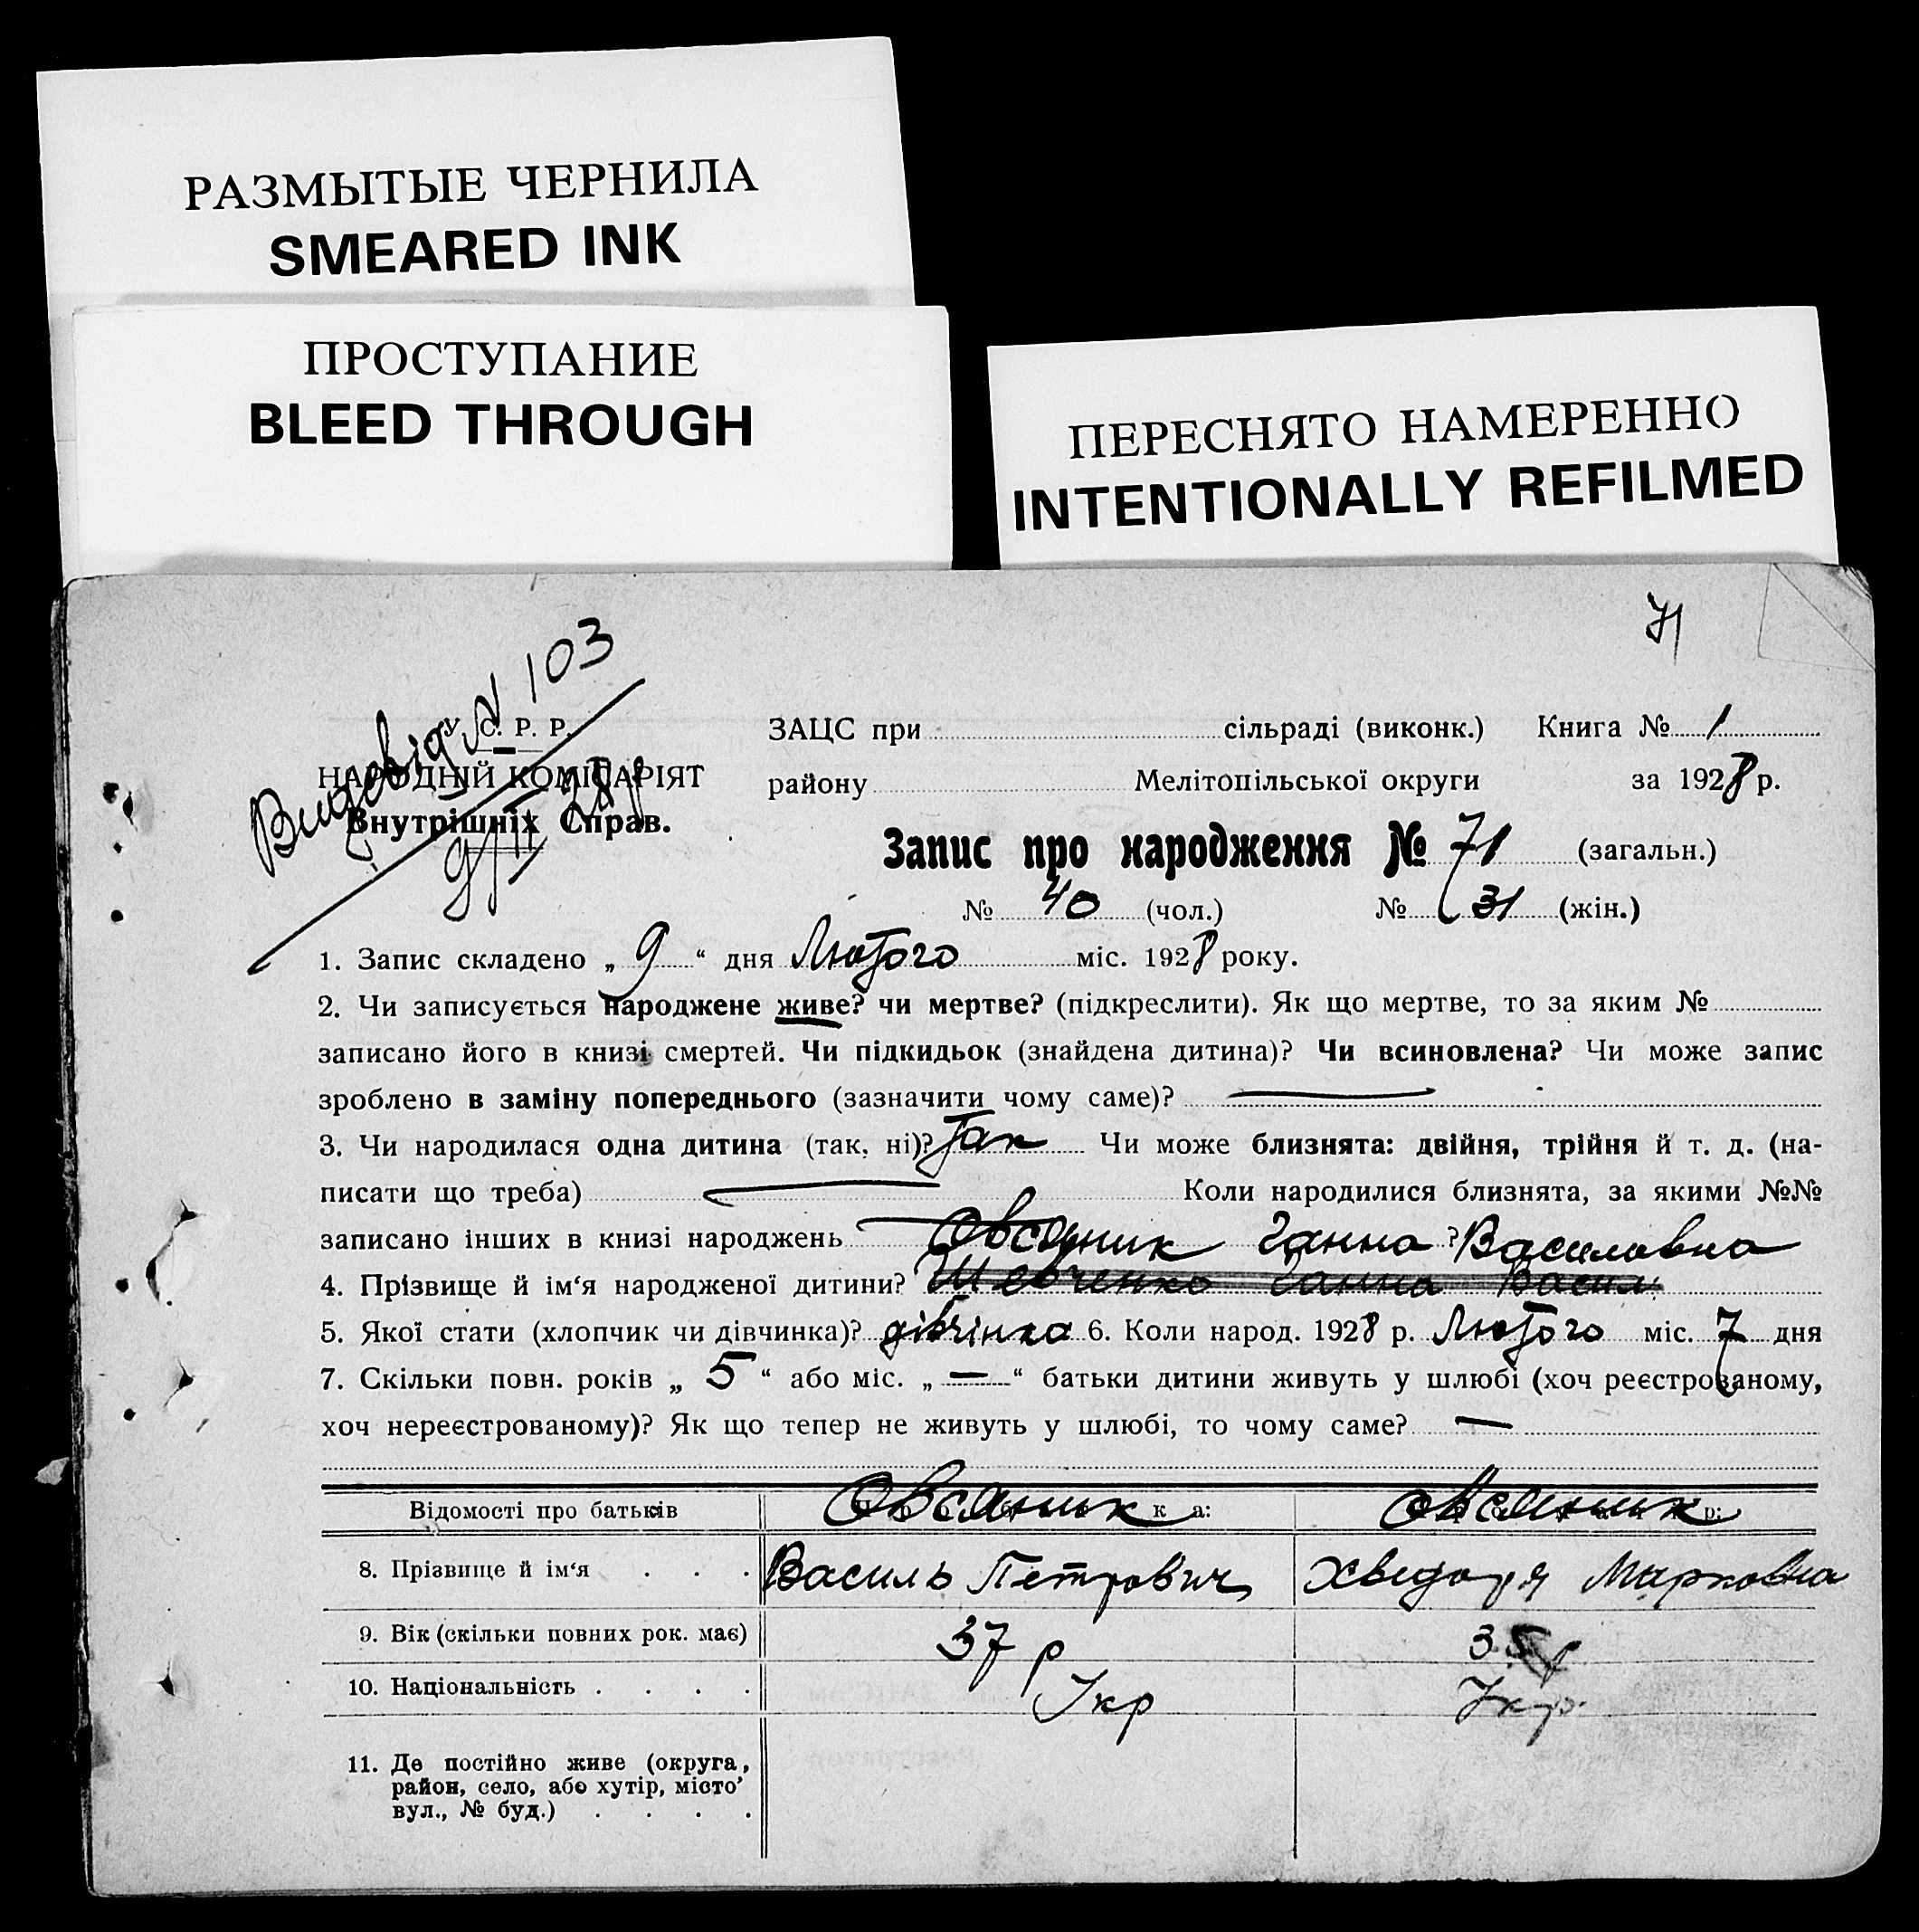 РАЗМЫТЫЕ ЧЕРНИЛА
SMEARED INK
ПРОСТУПАНИЕ
BLEED THROUGH
ПЕРЕСНЯТО НАМЕРЕННО
INTENTIONALLY REFILMED
71
N 103
У. С. Р. Р.
НАРОДНІЙ КОМІСАРІЯТ
Внутрішніх Справ.
9/II 28 р
ЗАЦС при сільраді (виконк.) Книга № 1
району Мелітопільської округи за 1928 р.
Запис про народження № 71 (загальн.)
№ 40 (чол.) № 31 (жін.)
1. Запис складено „ 9 “ дня Лютого міс. 1928 року.
2. Чи записується народжене живе? чи мертве? (підкреслити). Як що мертве, то за яким №
записано його в книзі смертей. Чи підкидьок (знайдена дитина)? Чи всиновлена? Чи може запис
зроблено в заміну попереднього (зазначити чому саме)? —
3. Чи народилася одна дитина (так, ні)? Так Чи може близнята: двійня, трійня й т. д. (на-
писати що треба) — Коли народилися близнята, за якими №№
записано інших в книзі народжень — Овсяник Ганна ? Василовна
4. Прізвище й ім‘я народженої дитини? Шевченко Ганна Васил
5. Якої стати (хлопчик чи дівчинка)? дівчінка 6. Коли народ. 1928 р. Лютого міс. 7 дня
7. Скільки повн. років „ 5 “ або міс. „ — “ батьки дитини живуть у шлюбі (хоч реєстрованому,
хоч нереєстрованому)? Як що тепер не живуть у шлюбі, то чому саме? —
Відомості про батьків Овсяник к а: Овсяник р:
8. Прізвище й ім‘я . . . Василь Петрович Хведоря Марковна
9. Вік (скільки повних рок. має) 37 р 35 р
10. Національність . . . . Укр Укр.
11. Де постійно живе (округа,
район, село, або хутір, місто’
вул., № буд.) . . . .